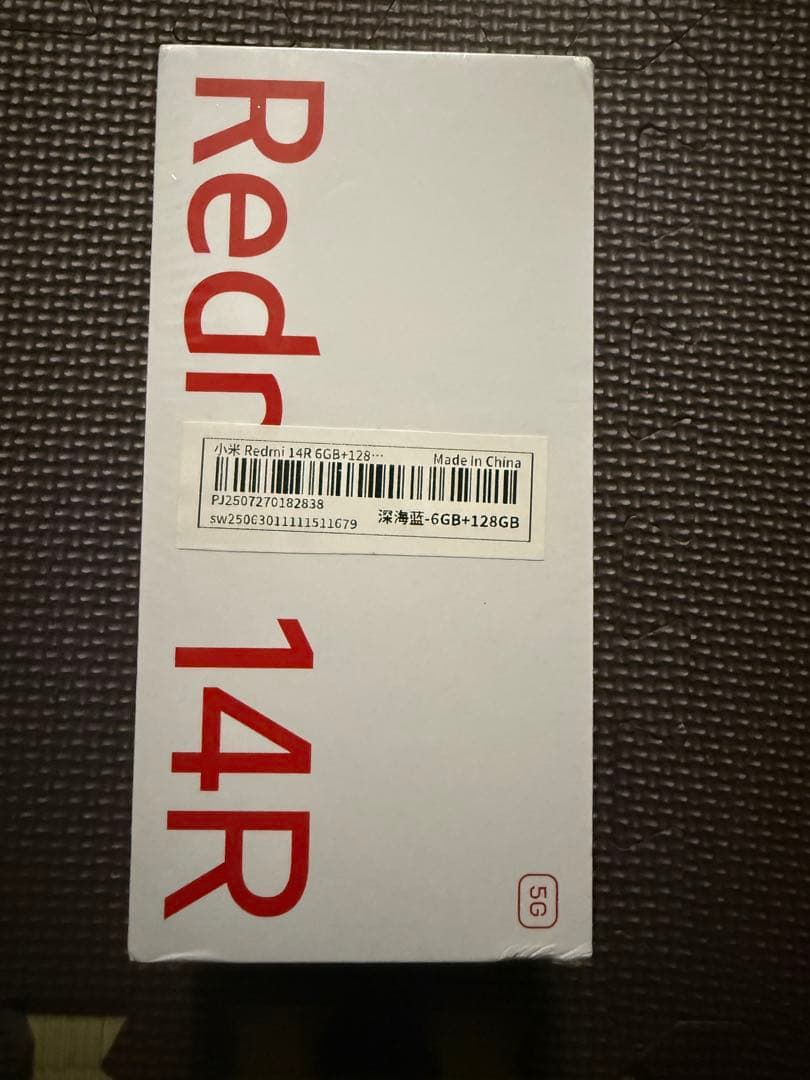 Redm 14R
小米 Redmi 14R 6GB+128…
Made In China
PJ2507270182838
sw25063011111511679
深海蓝-6GB+128GB
5G